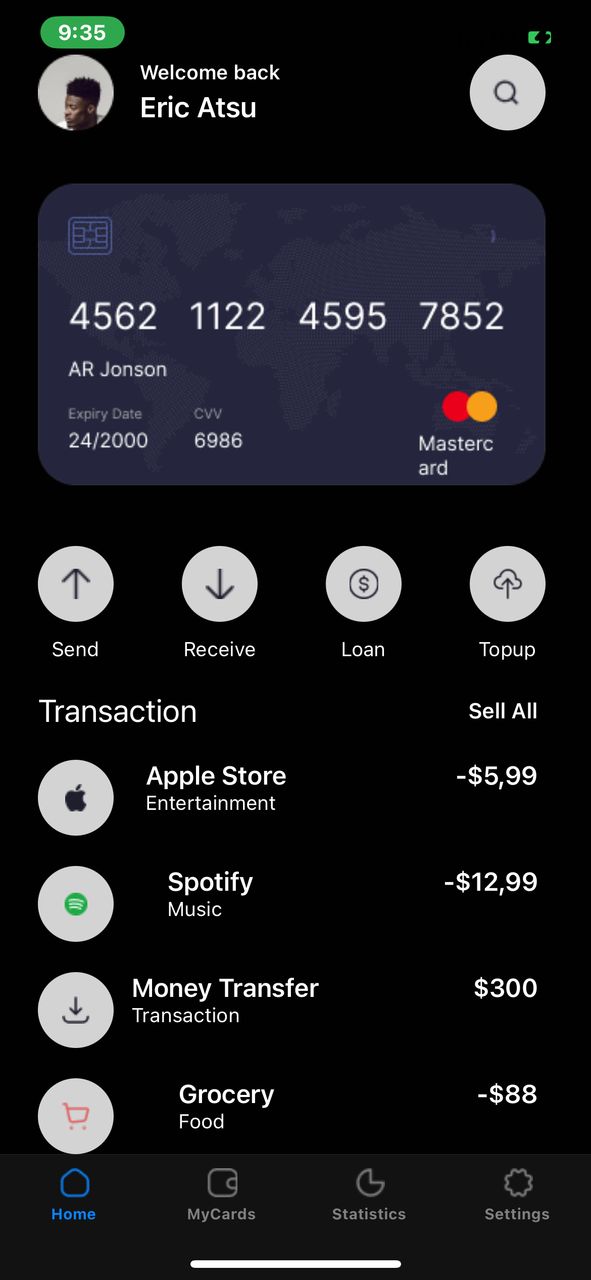 9:35
Welcome back
Eric Atsu
4562 1122 4595 7852
AR Jonson
Expiry Date CVV
24/2000 6986
Masterc
ard
Send Receive Loan Topup
Transaction Sell All
Apple Store -$5,99
Entertainment
Spotify -$12,99
Music
Money Transfer $300
Transaction
Grocery -$88
Food
Home MyCards Statistics Settings